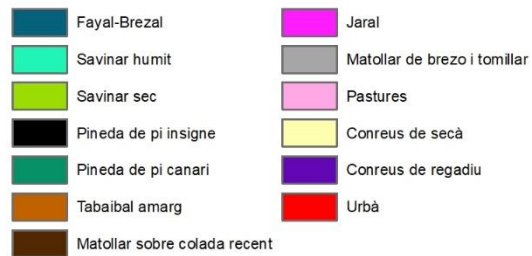 Fayal-Brezal
Savinar humit
Savinar sec
Pineda de pi insigne
Pineda de pi canari
Tabaibal amarg
Matollar sobre colada recent
Jaral
Matollar de brezo i tomillar
Pastures
Conreus de secà
Conreus de regadiu
Urbà